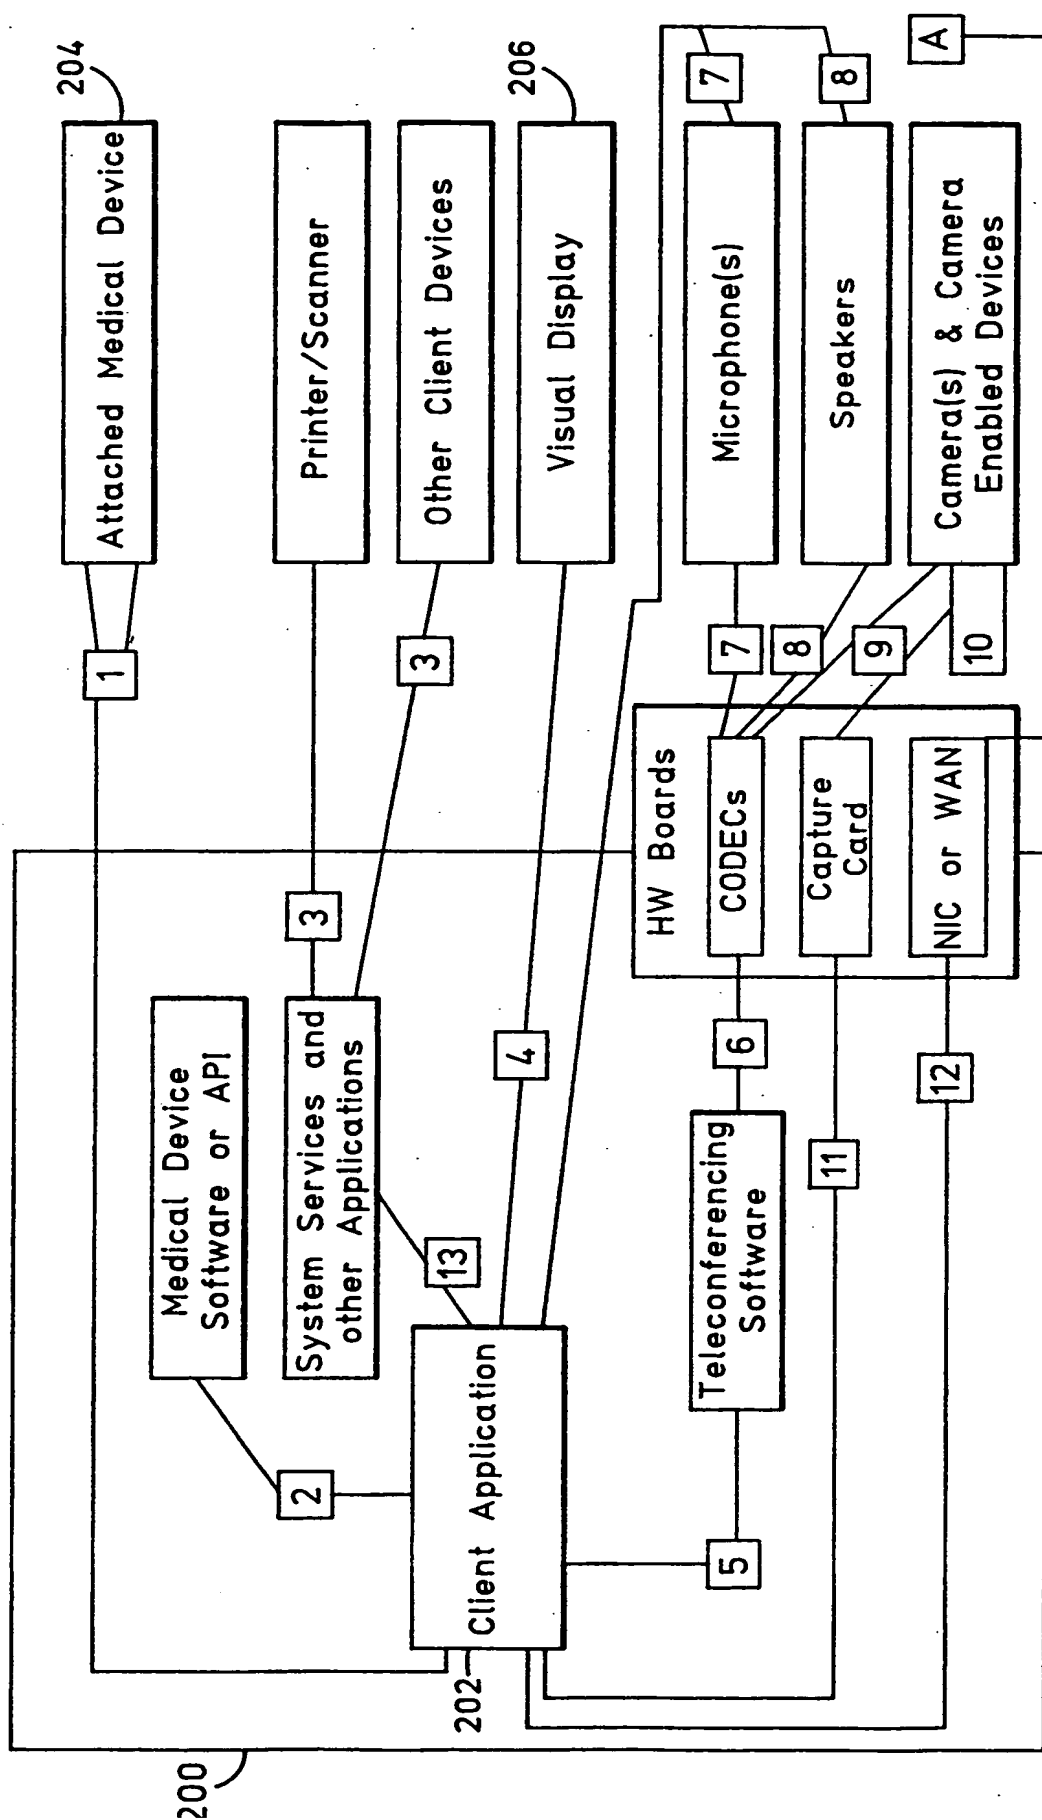 200
202
204
206
Attached Medical Device
1
Medical Device
Software or API
2
Printer/Scanner
3
System Services and
other Applications
Other Client Devices
3
13
Visual Display
4
Client Application
Microphone(s)
7
7
Speakers
8
8
Camera(s) & Camera
Enabled Devices
9
10
HW Boards
CODECs
Capture
Card
NIC or WAN
6
Teleconferencing
Software
5
11
12
A